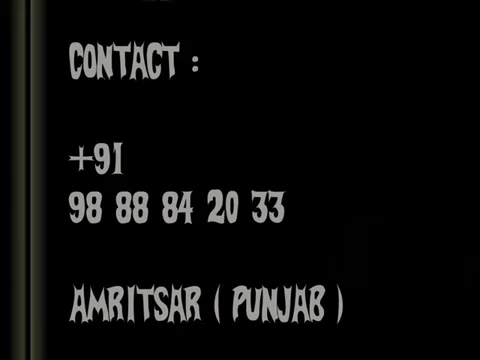 CONTACT :
+91
98 88 84 20 33
AMRITSAR ( PUNJAB )